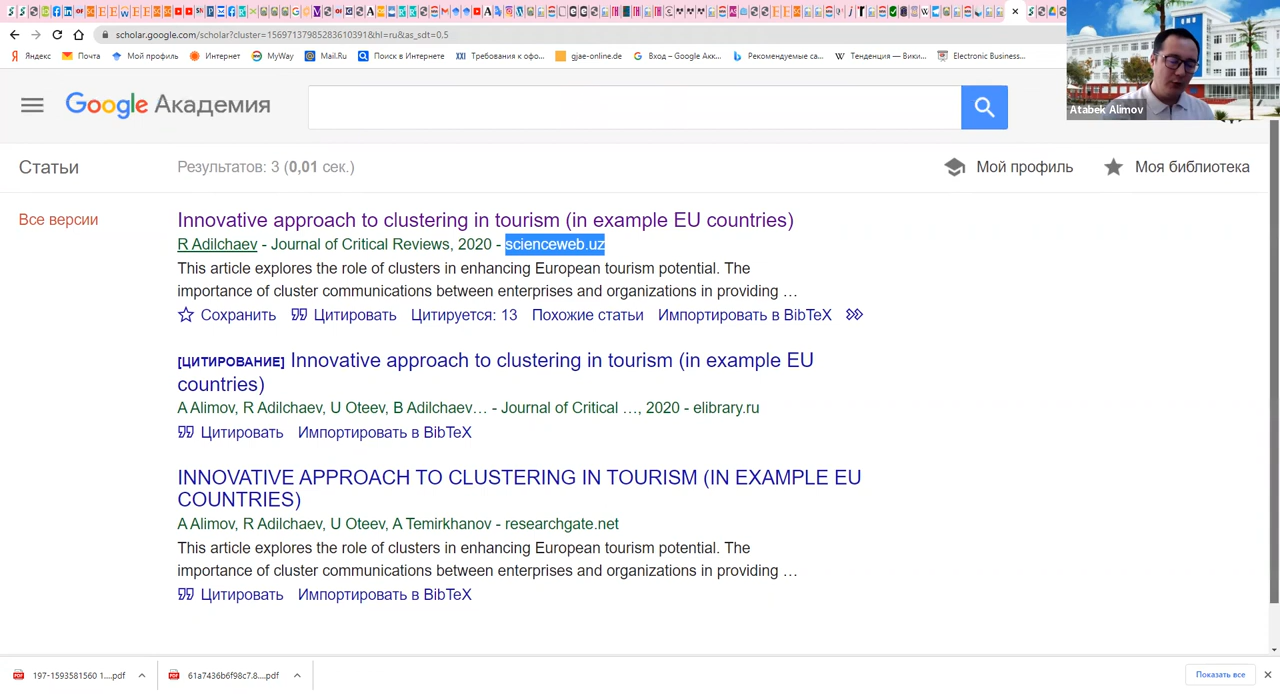 scholar.google.com/scholar?cluster=15697137985283610391&hl=ru&as_sdt=0.5
Яндекс Почта Мой профиль Интернет MyWay Mail.Ru Поиск в Интернете Требования к офо... gjae-online.de Вход – Google Акк... Рекомендуемые са... Тенденция — Вики... Electronic Business...
Atabek Alimov
Google Академия
Статьи
Результатов: 3 (0,01 сек.)
Мой профиль
Моя библиотека
Все версии
Innovative approach to clustering in tourism (in example EU countries)
R Adilchaev - Journal of Critical Reviews, 2020 - scienceweb.uz
This article explores the role of clusters in enhancing European tourism potential. The
importance of cluster communications between enterprises and organizations in providing …
Сохранить Цитировать Цитируется: 13 Похожие статьи Импортировать в BibTeX
[ЦИТИРОВАНИЕ] Innovative approach to clustering in tourism (in example EU
countries)
A Alimov, R Adilchaev, U Oteev, B Adilchaev… - Journal of Critical …, 2020 - elibrary.ru
Цитировать Импортировать в BibTeX
INNOVATIVE APPROACH TO CLUSTERING IN TOURISM (IN EXAMPLE EU
COUNTRIES)
A Alimov, R Adilchaev, U Oteev, A Temirkhanov - researchgate.net
This article explores the role of clusters in enhancing European tourism potential. The
importance of cluster communications between enterprises and organizations in providing …
Цитировать Импортировать в BibTeX
197-1593581560 1....pdf
61a7436b6f98c7.8....pdf
Показать все